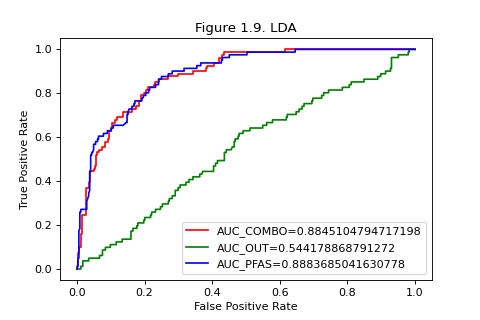 Figure 1.9. LDA
1.0
0.8
0.6
0.4
0.2
0.0
True Positive Rate
AUC_COMBO=0.8845104794717198
AUC_OUT=0.544178868791272
AUC_PFAS=0.8883685041630778
0.0 0.2 0.4 0.6 0.8 1.0
False Positive Rate